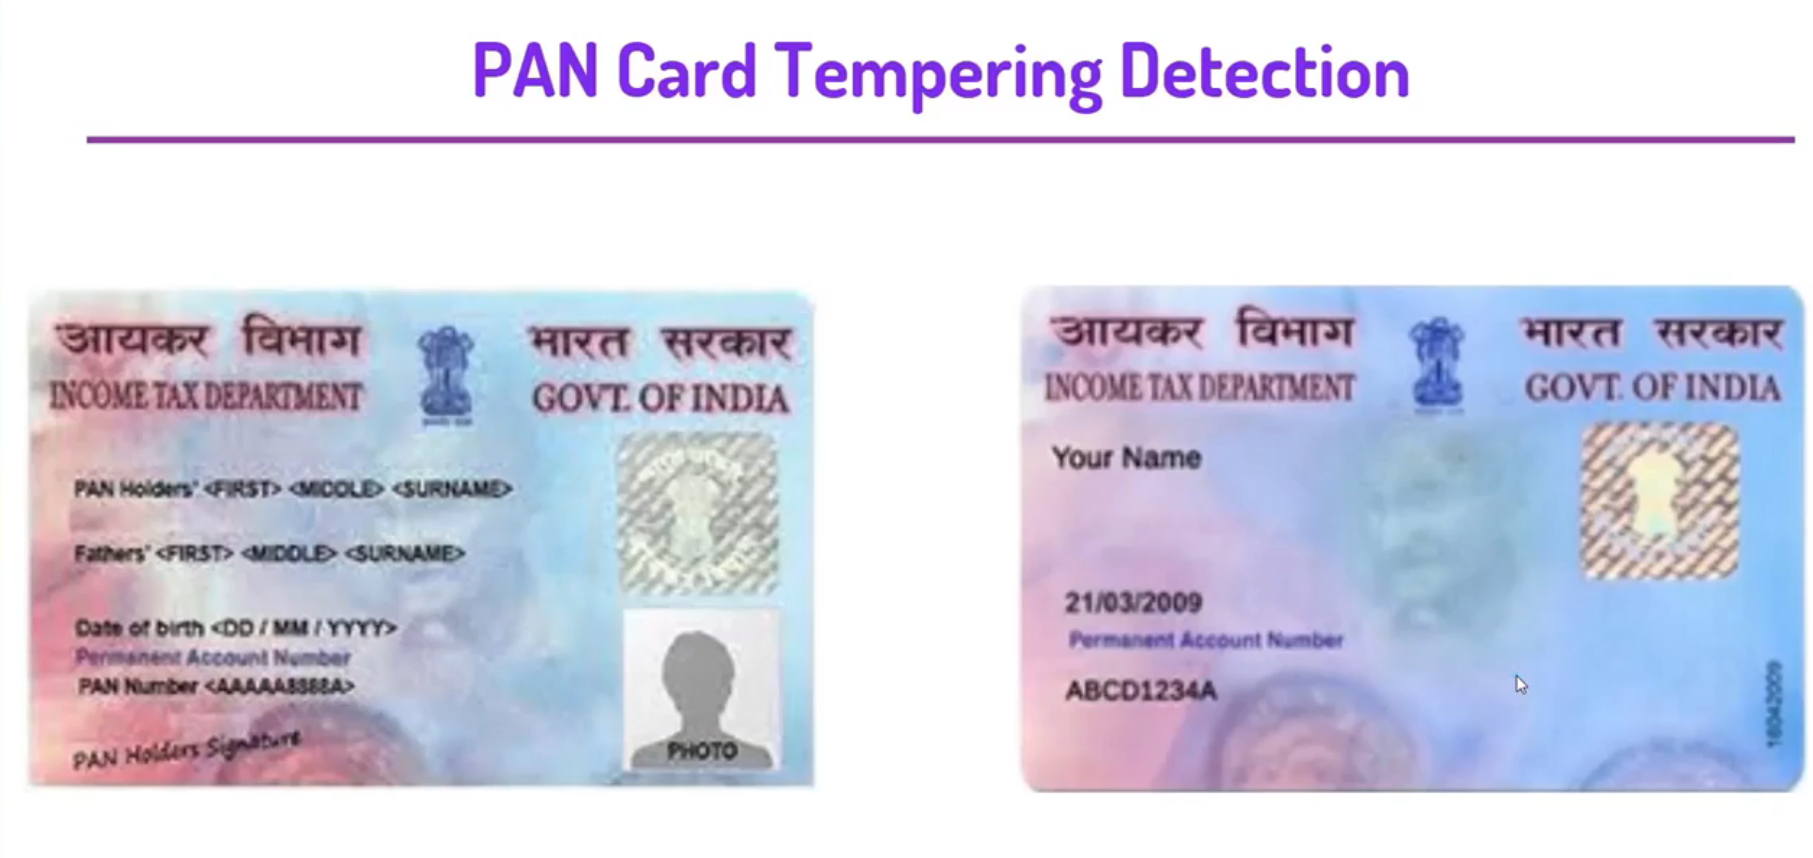 PAN Card Tempering Detection
आयकर विभाग
भारत सरकार
INCOME TAX DEPARTMENT
GOVT. OF INDIA
PAN Holders' <FIRST> <MIDDLE> <SURNAME>
Fathers' <FIRST> <MIDDLE> <SURNAME>
Date of birth <DD / MM / YYYY>
Permanent Account Number
PAN Number <AAAAA8888A>
PAN Holders Signature
PHOTO
आयकर विभाग
भारत सरकार
INCOME TAX DEPARTMENT
GOVT. OF INDIA
Your Name
21/03/2009
Permanent Account Number
ABCD1234A
16042009